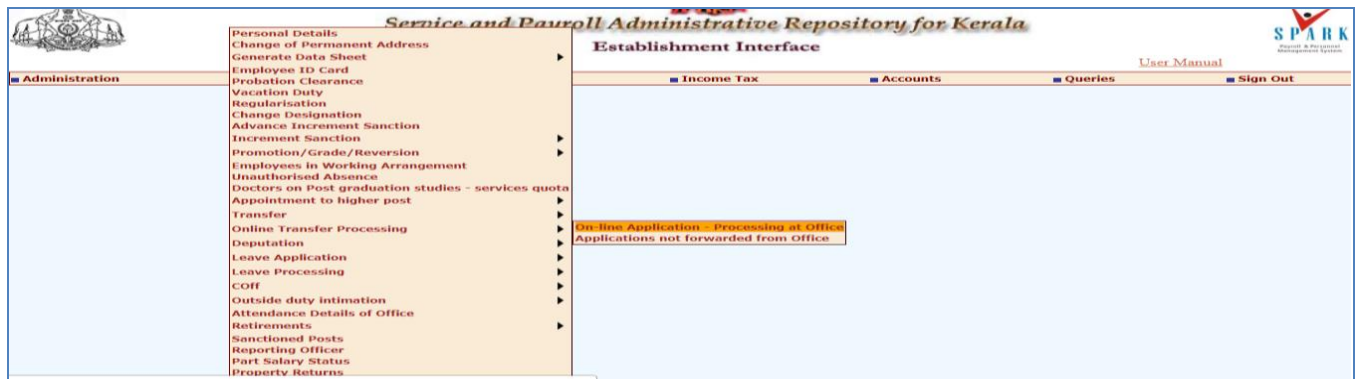 Service and Payroll Administrative Repository for Kerala
Establishment Interface
SPARK
Payroll & Personnel
Management System
User Manual
Administration
Income Tax
Accounts
Queries
Sign Out
Personal Details
Change of Permanent Address
Generate Data Sheet
Employee ID Card
Probation Clearance
Vacation Duty
Regularisation
Change Designation
Advance Increment Sanction
Increment Sanction
Promotion/Grade/Reversion
Employees in Working Arrangement
Unauthorised Absence
Doctors on Post graduation studies - services quota
Appointment to higher post
Transfer
Online Transfer Processing
Deputation
Leave Application
Leave Processing
COff
Outside duty intimation
Attendance Details of Office
Retirements
Sanctioned Posts
Reporting Officer
Part Salary Status
Property Returns
On-line Application - Processing at Office
Applications not forwarded from Office